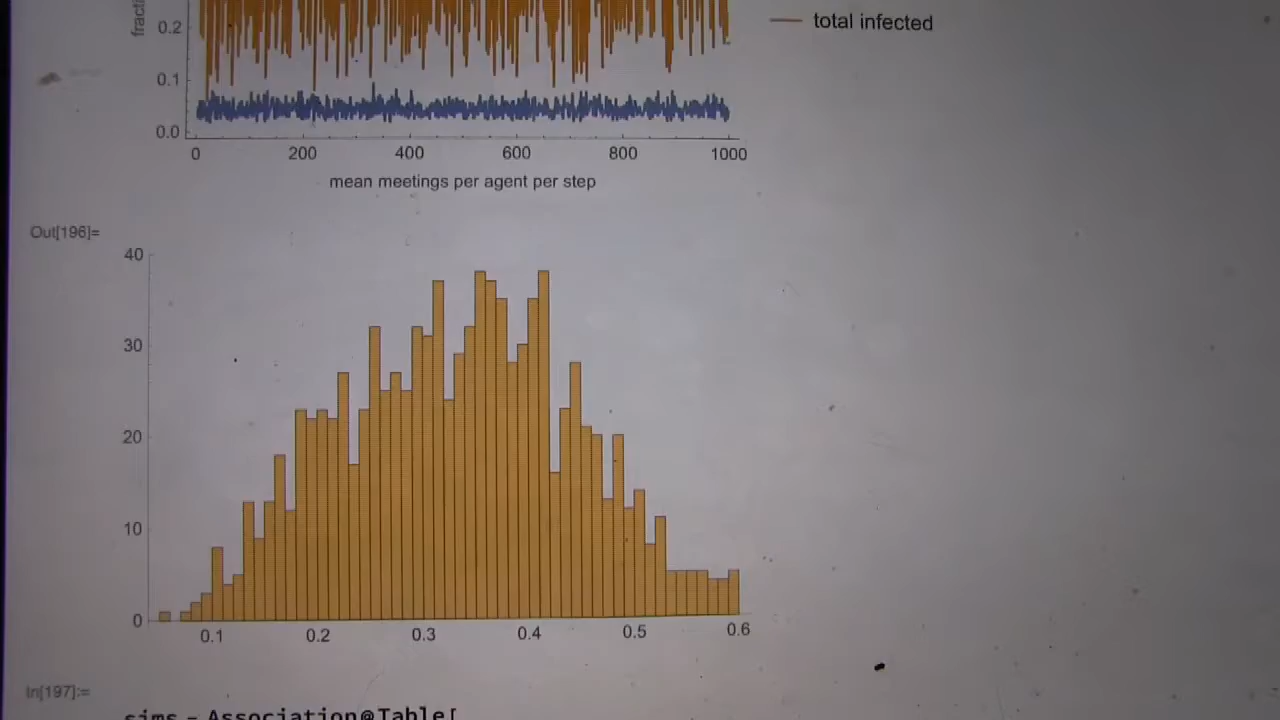 fracti
0.2
total infected
0.1
0.0
0 200 400 600 800 1000
mean meetings per agent per step
Out[196]=
40
30
20
10
0
0.1 0.2 0.3 0.4 0.5 0.6
In[197]:=
sims = Association@Table[